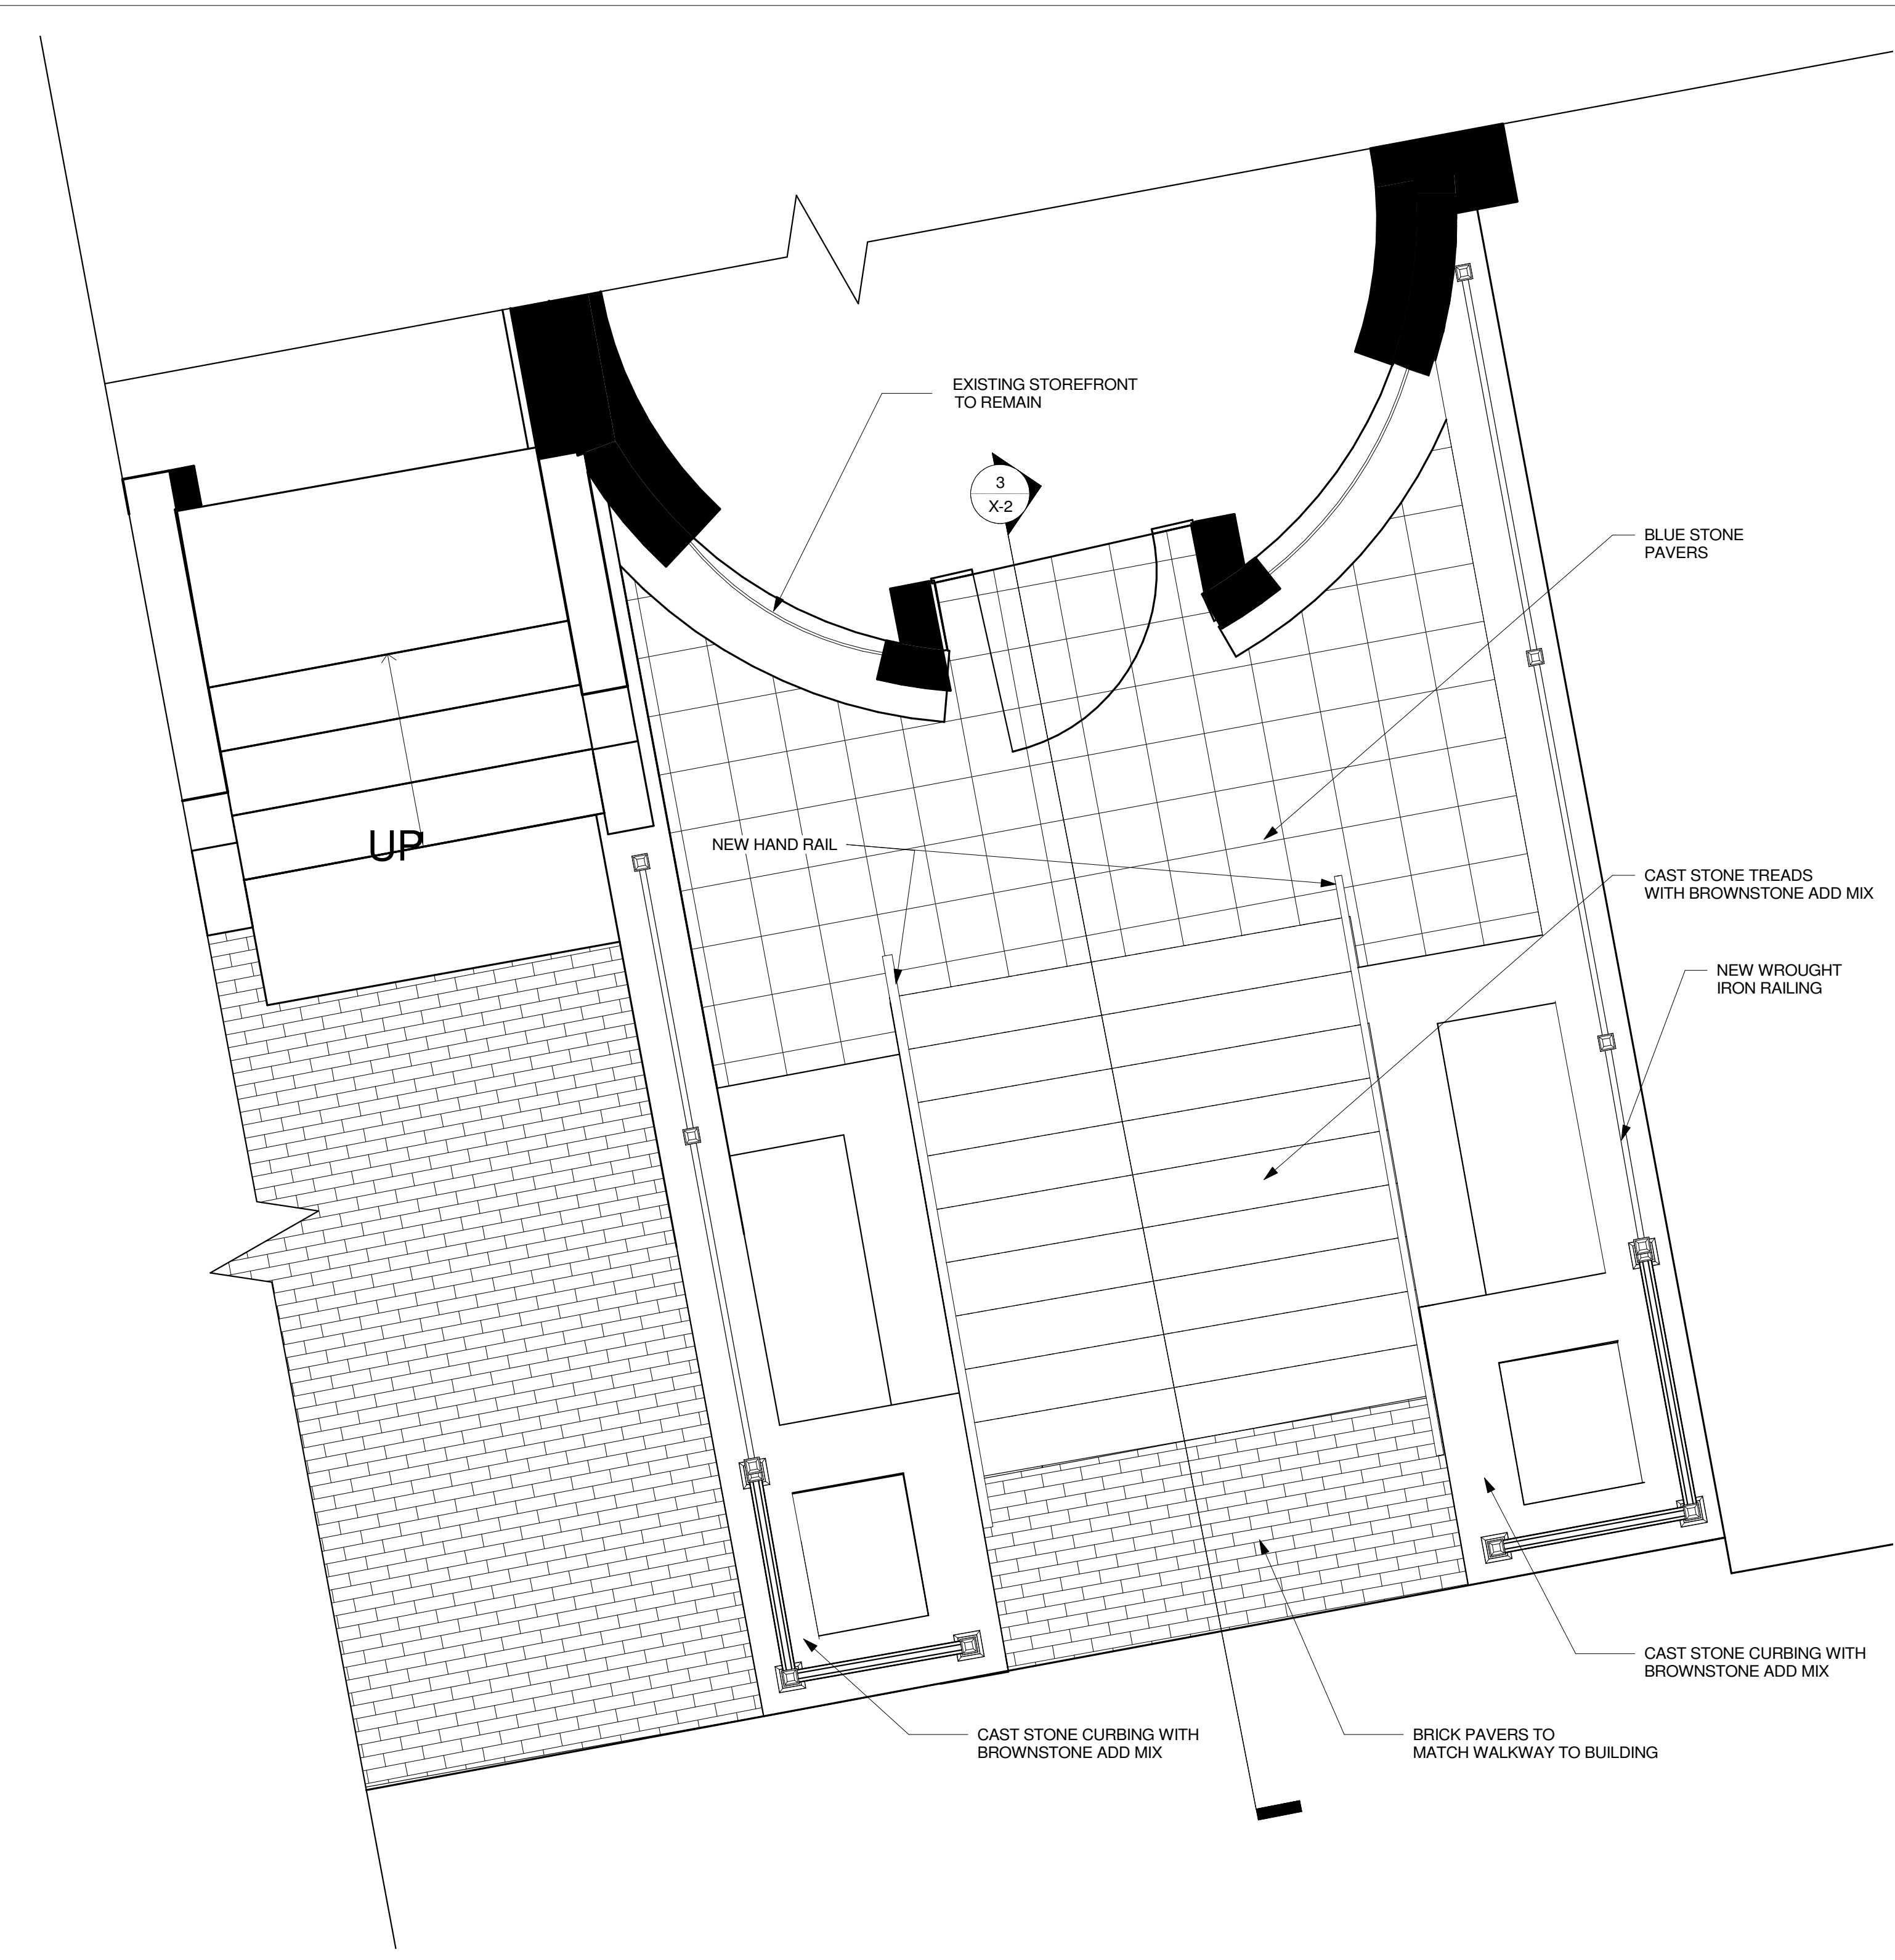 EXISTING STOREFRONT
TO REMAIN
3
X-2
BLUE STONE
PAVERS
UP
NEW HAND RAIL
CAST STONE TREADS
WITH BROWNSTONE ADD MIX
NEW WROUGHT
IRON RAILING
CAST STONE CURBING WITH
BROWNSTONE ADD MIX
CAST STONE CURBING WITH
BROWNSTONE ADD MIX
BRICK PAVERS TO
MATCH WALKWAY TO BUILDING